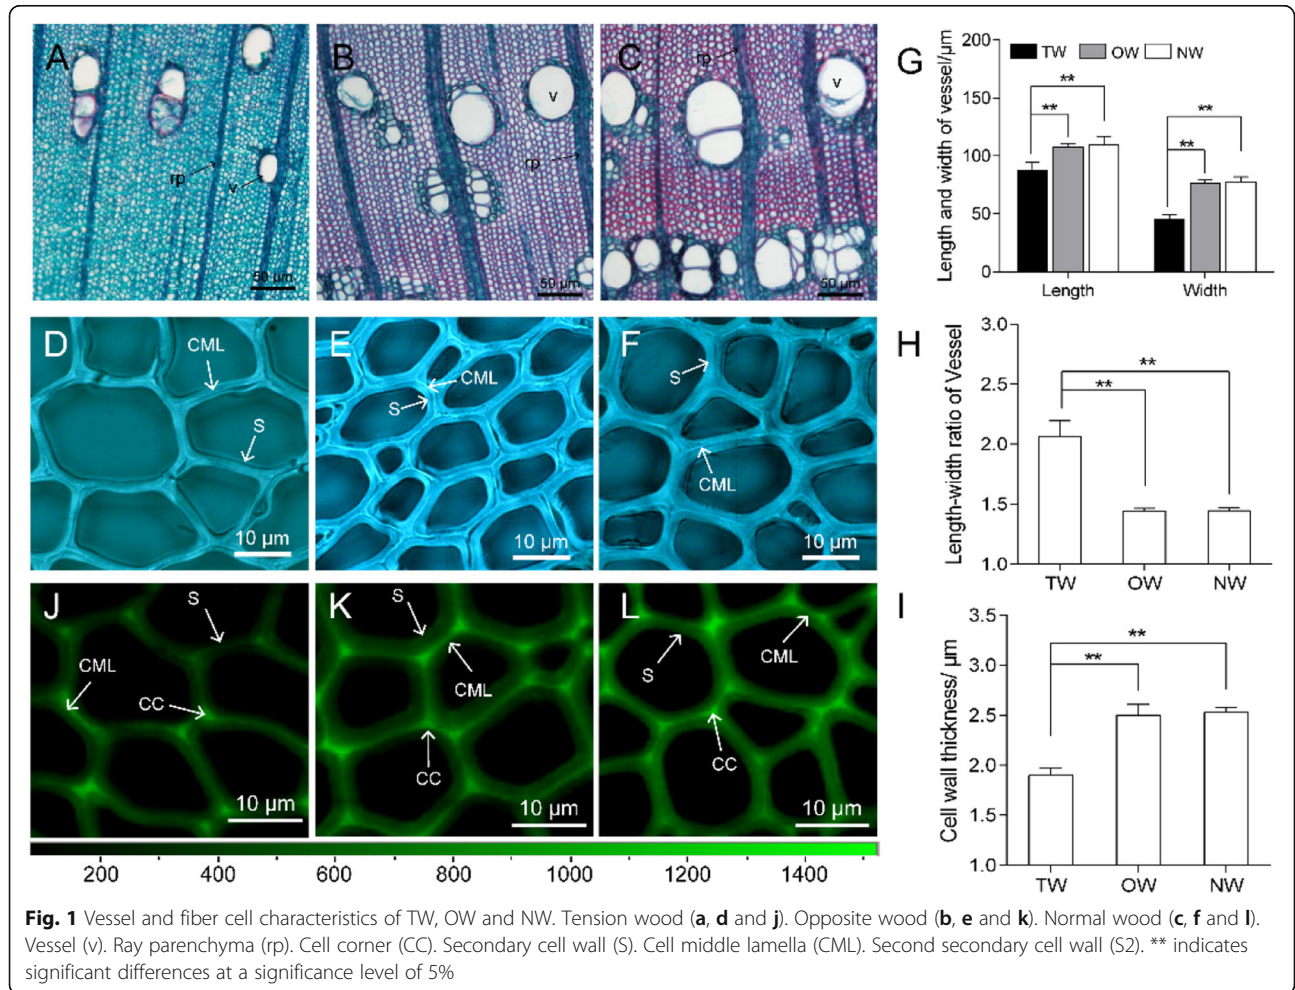 A
rp
v
50 µm
B
v
rp
50 µm
C
rp
v
50 µm
G
Length and width of vessel/µm
TW OW NW
200
150
100
50
0
**
**
**
**
Length Width
D
CML
S
10 µm
E
CML
S
10 µm
F
S
CML
10 µm
H
Length-width ratio of Vessel
3.0
2.5
2.0
1.5
1.0
**
**
TW OW NW
J
S
CML
CC
10 µm
K
S
CML
CC
10 µm
L
S
CML
CC
10 µm
200 400 600 800 1000 1200 1400
I
Cell wall thickness/ µm
3.5
3.0
2.5
2.0
1.5
1.0
**
**
TW OW NW
Fig. 1 Vessel and fiber cell characteristics of TW, OW and NW. Tension wood (a, d and j). Opposite wood (b, e and k). Normal wood (c, f and l).
Vessel (v). Ray parenchyma (rp). Cell corner (CC). Secondary cell wall (S). Cell middle lamella (CML). Second secondary cell wall (S2). ** indicates
significant differences at a significance level of 5%